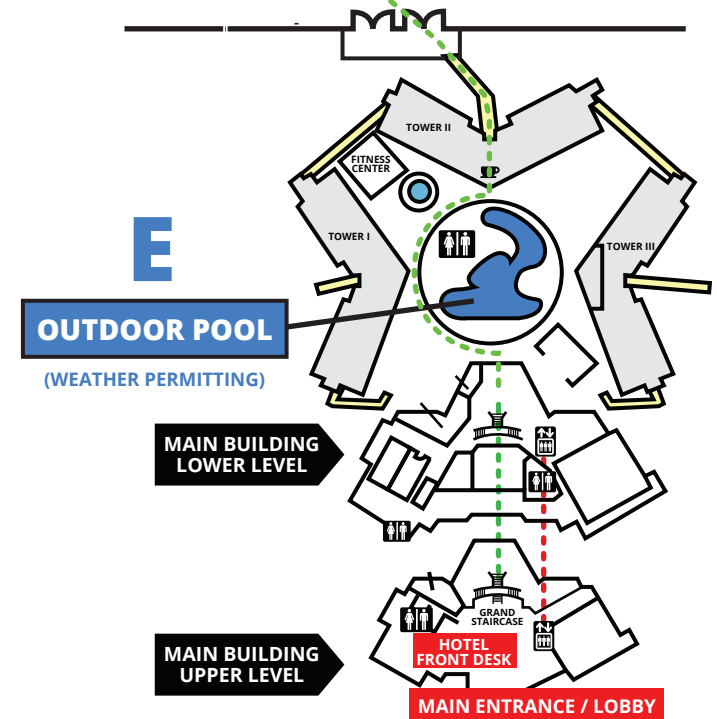 TOWER II
FITNESS
CENTER
TOWER I
TOWER III
E
OUTDOOR POOL
(WEATHER PERMITTING)
MAIN BUILDING
LOWER LEVEL
GRAND
STAIRCASE
HOTEL
FRONT DESK
MAIN BUILDING
UPPER LEVEL
MAIN ENTRANCE / LOBBY